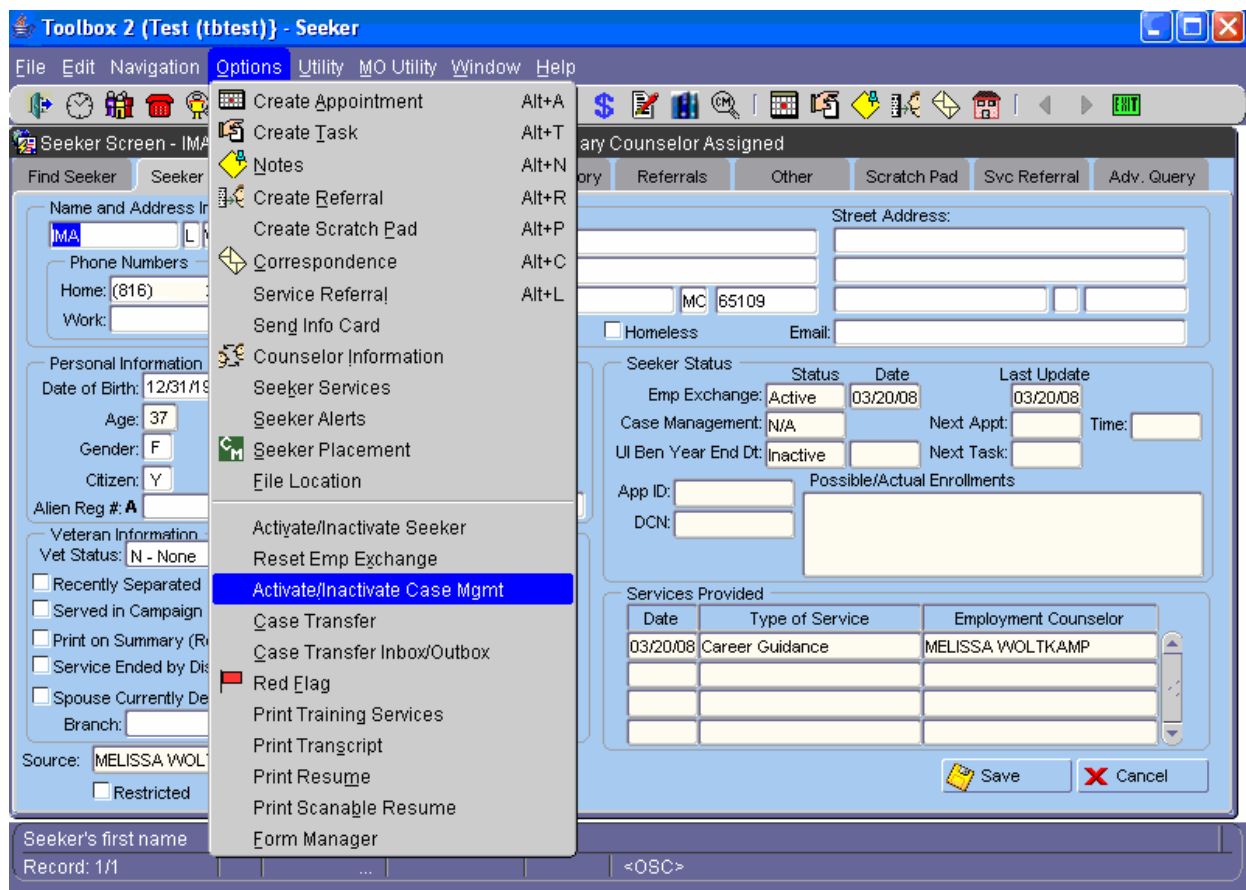 Toolbox 2 (Test (tbtest)} - Seeker
File Edit Navigation Options Utility MO Utility Window Help
CM EXIT
Seeker Screen - IMA ary Counselor Assigned
Find Seeker Seeker ory Referrals Other Scratch Pad Svc Referral Adv. Query
Create Appointment Alt+A
Create Task Alt+T
Notes Alt+N
Create Referral Alt+R
Create Scratch Pad Alt+P
Correspondence Alt+C
Service Referral Alt+L
Send Info Card
Counselor Information
Seeker Services
Seeker Alerts
CM Seeker Placement
File Location
Activate/Inactivate Seeker
Reset Emp Exchange
Activate/Inactivate Case Mgmt
Case Transfer
Case Transfer Inbox/Outbox
Red Flag
Print Training Services
Print Transcript
Print Resume
Print Scanable Resume
Form Manager
Name and Address
IMA L
Phone Numbers
Home: (816)
Work:
Street Address:
65109
Homeless Email:
Personal Information
Date of Birth: 12/31/19
Age: 37
Gender: F
Citizen: Y
Alien Reg #: A
Veteran Information
Vet Status: N - None
Recently Separated
Served in Campaign
Print on Summary
Service Ended by Dis
Spouse Currently De
Branch:
Source: MELISSA WOL
Restricted
Seeker Status
Status Date Last Update
Emp Exchange: Active 03/20/08 03/20/08
Case Management: N/A Next Appt: Time:
UI Ben Year End Dt: Inactive Next Task:
App ID: Possible/Actual Enrollments
DCN:
Services Provided
Date Type of Service Employment Counselor
03/20/08 Career Guidance MELISSA WOLTKAMP
Save Cancel
Seeker's first name
Record: 1/1 ... <OSC>